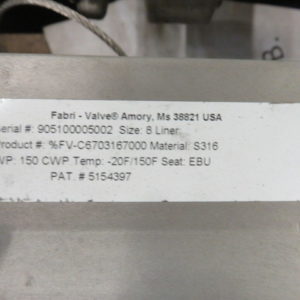 Fabri - Valve® Amory, Ms 38821 USA
erial #: 905100005002 Size: 8 Liner:
roduct #: %FV-C6703167000 Material: S316
WP: 150 CWP Temp: -20F/150F Seat: EBU
PAT. # 5154397